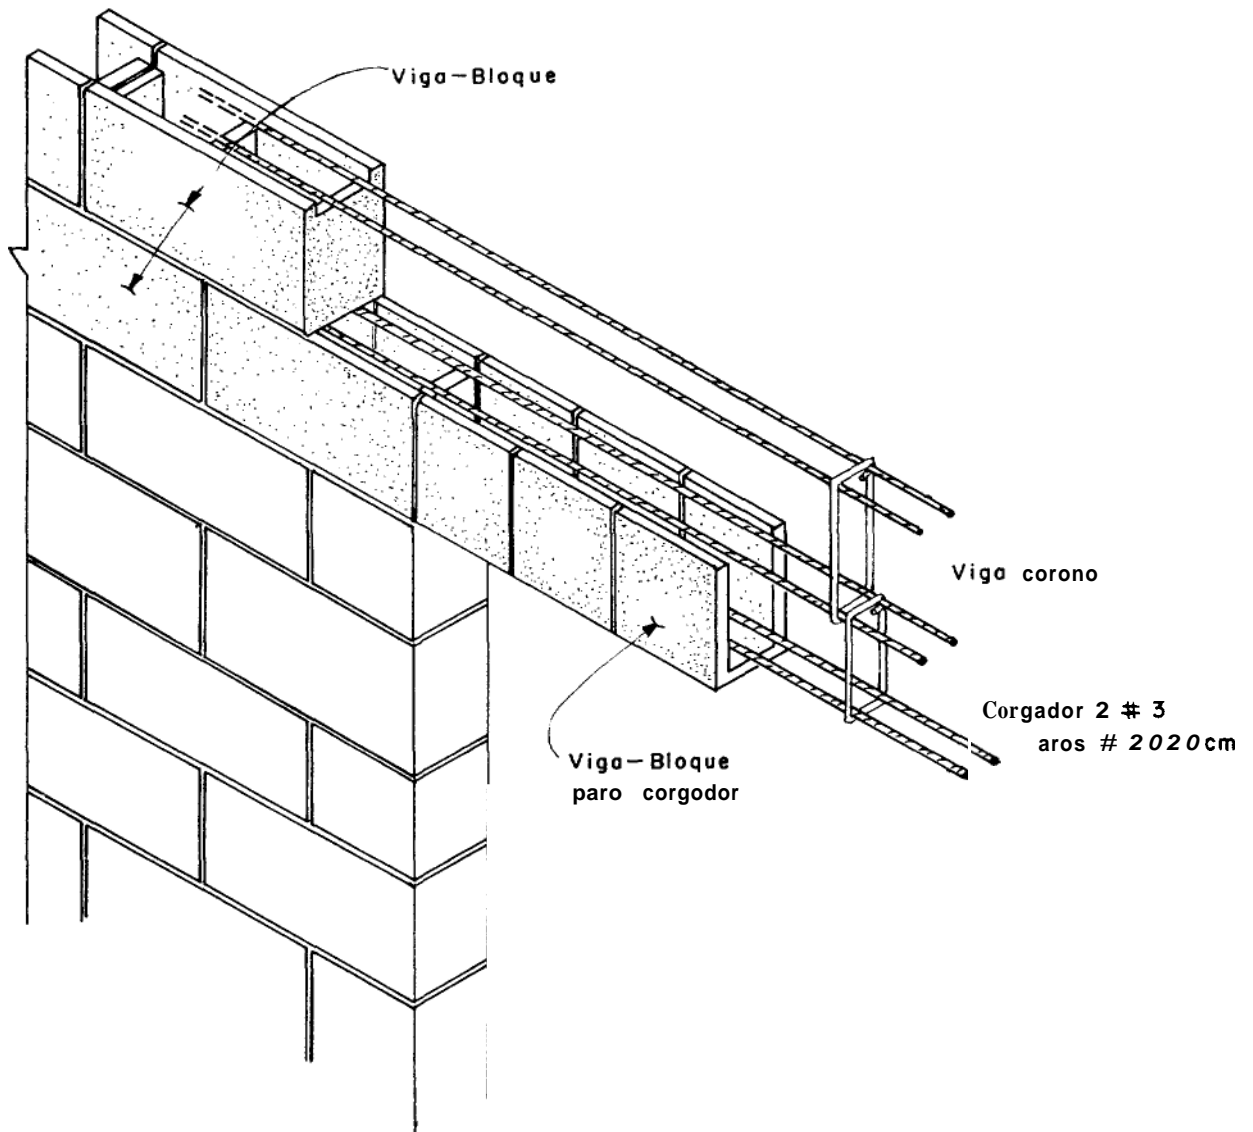 Viga-Bloque
Viga corono
Corgador 2 # 3
aros # 2020cm
Viga-Bloque
paro corgodor